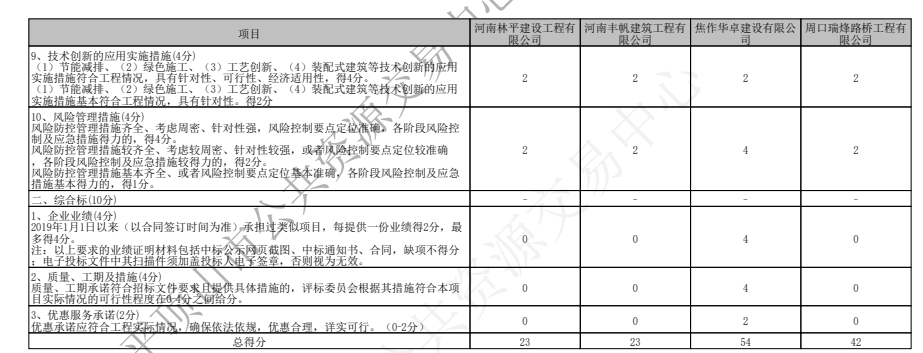 项目
河南林平建设工程有限公司
河南丰帆建筑工程有限公司
焦作华卓建设有限公司
周口瑞烽路桥工程有限公司
9、技术创新的应用实施措施(4分)
（1）节能减排、（2）绿色施工、（3）工艺创新、（4）装配式建筑等技术创新的应用
实施措施符合工程情况，具有针对性、可行性、经济适用性，得4分。
（1）节能减排、（2）绿色施工、（3）工艺创新、（4）装配式建筑等技术创新的应用
实施措施基本符合工程情况，具有针对性。得2分
2 2 2 2
10、风险管理措施(4分)
风险防控管理措施齐全、考虑周密、针对性强，风险控制要点定位准确，各阶段风险控
制及应急措施得力的，得4分。
风险防控管理措施较齐全、考虑较周密、针对性较强，或者风险控制要点定位较准确
，各阶段风险控制及应急措施较得力的，得2分。
风险防控管理措施基本齐全、或者风险控制要点定位基本准确，各阶段风险控制及应急
措施基本得力的，得1分。
2 2 4 2
二、综合标(10分)
- - - -
1、企业业绩(4分)
2019年1月1日以来（以合同签订时间为准）承担过类似项目，每提供一份业绩得2分，最
多得4分。
注：以上要求的业绩证明材料包括中标公示网页截图、中标通知书、合同，缺项不得分
；电子投标文件中其扫描件须加盖投标人电子签章，否则视为无效。
0 0 4 0
2、质量、工期及措施(4分)
质量、工期承诺符合招标文件要求且提供具体措施的，评标委员会根据其措施符合本项
目实际情况的可行性程度在0-4分之间给分。
0 0 4 0
3、优惠服务承诺(2分)
优惠承诺应符合工程实际情况，确保依法依规，优惠合理，详实可行。（0-2分）
0 0 2 0
总得分 23 23 54 42
平顶山市公共资源交易中心
公共资源交易中心